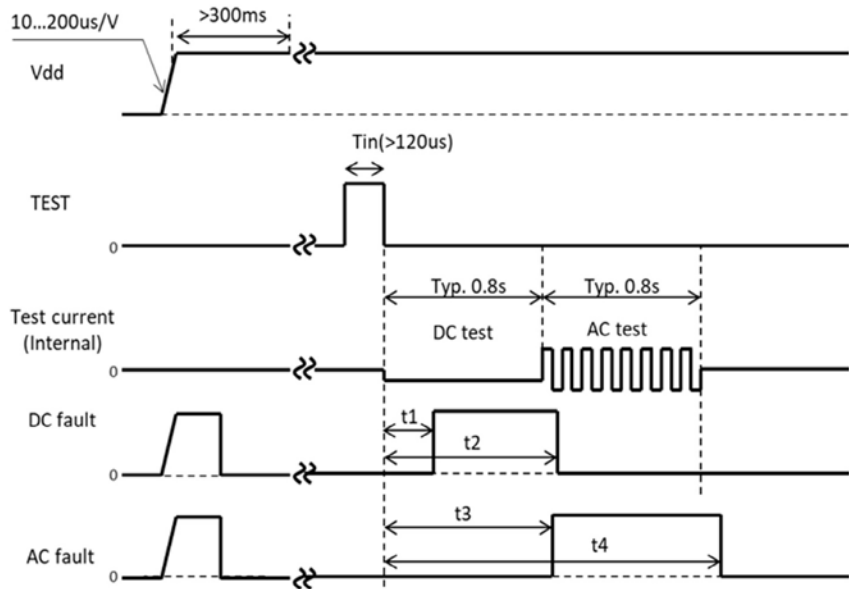 10...200us/V
>300ms
Vdd
Tin(>120us)
TEST
0
Typ. 0.8s
Typ. 0.8s
Test current
(Internal)
DC test
AC test
0
DC fault
t1
t2
0
t3
AC fault
t4
0